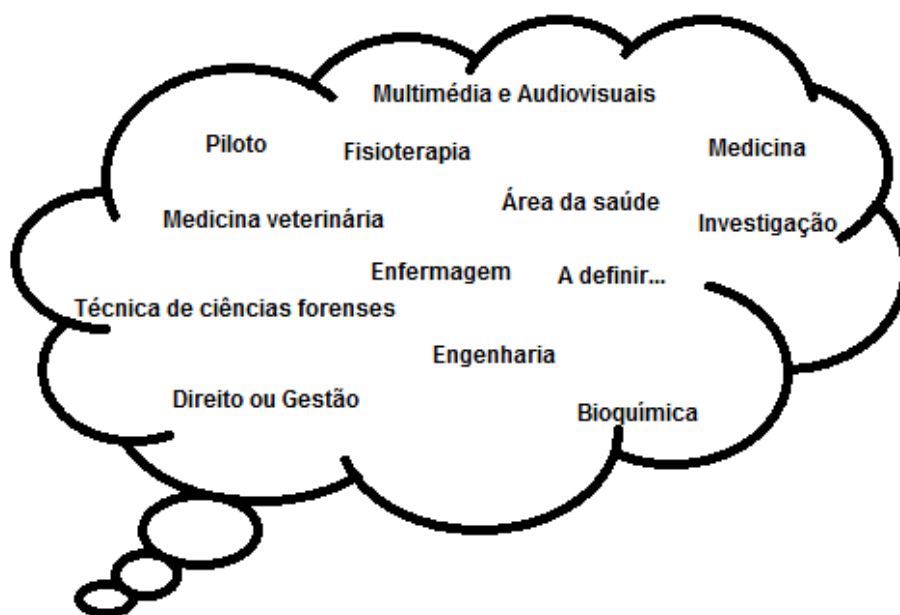 Multimédia e Audiovisuais
Piloto
Fisioterapia
Medicina
Medicina veterinária
Área da saúde
Investigação
Enfermagem
A definir...
Técnica de ciências forenses
Engenharia
Direito ou Gestão
Bioquímica